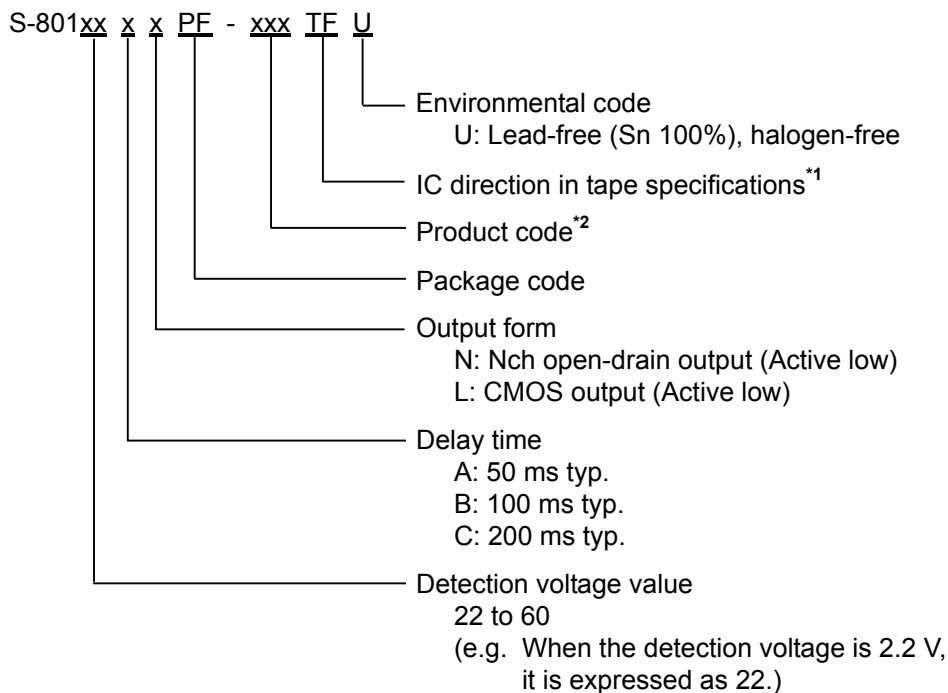 S-801xx x x PF - xxx TF U
Environmental code
U: Lead-free (Sn 100%), halogen-free
IC direction in tape specifications*1
Product code*2
Package code
Output form
N: Nch open-drain output (Active low)
L: CMOS output (Active low)
Delay time
A: 50 ms typ.
B: 100 ms typ.
C: 200 ms typ.
Detection voltage value
22 to 60
(e.g. When the detection voltage is 2.2 V,
it is expressed as 22.)